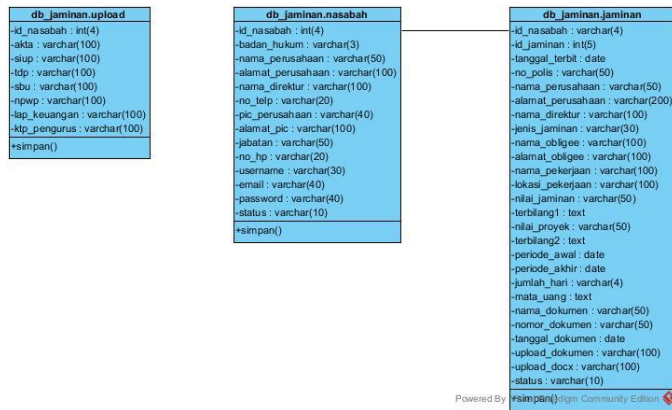 db_jaminan.upload
-id_nasabah : int(4)
-akta : varchar(100)
-siup : varchar(100)
-tdp : varchar(100)
-sbu : varchar(100)
-npwp : varchar(100)
-lap_keuangan : varchar(100)
-ktp_pengurus : varchar(100)
+simpan()
db_jaminan.nasabah
-id_nasabah : int(4)
-badan_hukum : varchar(3)
-nama_perusahaan : varchar(50)
-alamat_perusahaan : varchar(100)
-nama_direktur : varchar(100)
-no_telp : varchar(20)
-pic_perusahaan : varchar(40)
-alamat_pic : varchar(100)
-jabatan : varchar(50)
-no_hp : varchar(20)
-username : varchar(30)
-email : varchar(40)
-password : varchar(40)
-status : varchar(10)
+simpan()
db_jaminan.jaminan
-id_nasabah : varchar(4)
-id_jaminan : int(5)
-tanggal_terbit : date
-no_polis : varchar(50)
-nama_perusahaan : varchar(50)
-alamat_perusahaan : varchar(200)
-nama_direktur : varchar(100)
-jenis_jaminan : varchar(30)
-nama_obligee : varchar(100)
-alamat_obligee : varchar(100)
-nama_pekerjaan : varchar(100)
-lokasi_pekerjaan : varchar(100)
-nilai_jaminan : varchar(50)
-terbilang1 : text
-nilai_proyek : varchar(50)
-terbilang2 : text
-periode_awal : date
-periode_akhir : date
-jumlah_hari : varchar(4)
-mata_uang : text
-nama_dokumen : varchar(50)
-nomor_dokumen : varchar(50)
-tanggal_dokumen : date
-upload_dokumen : varchar(100)
-upload_docx : varchar(100)
-status : varchar(10)
+simpan()
Powered By Community Edition